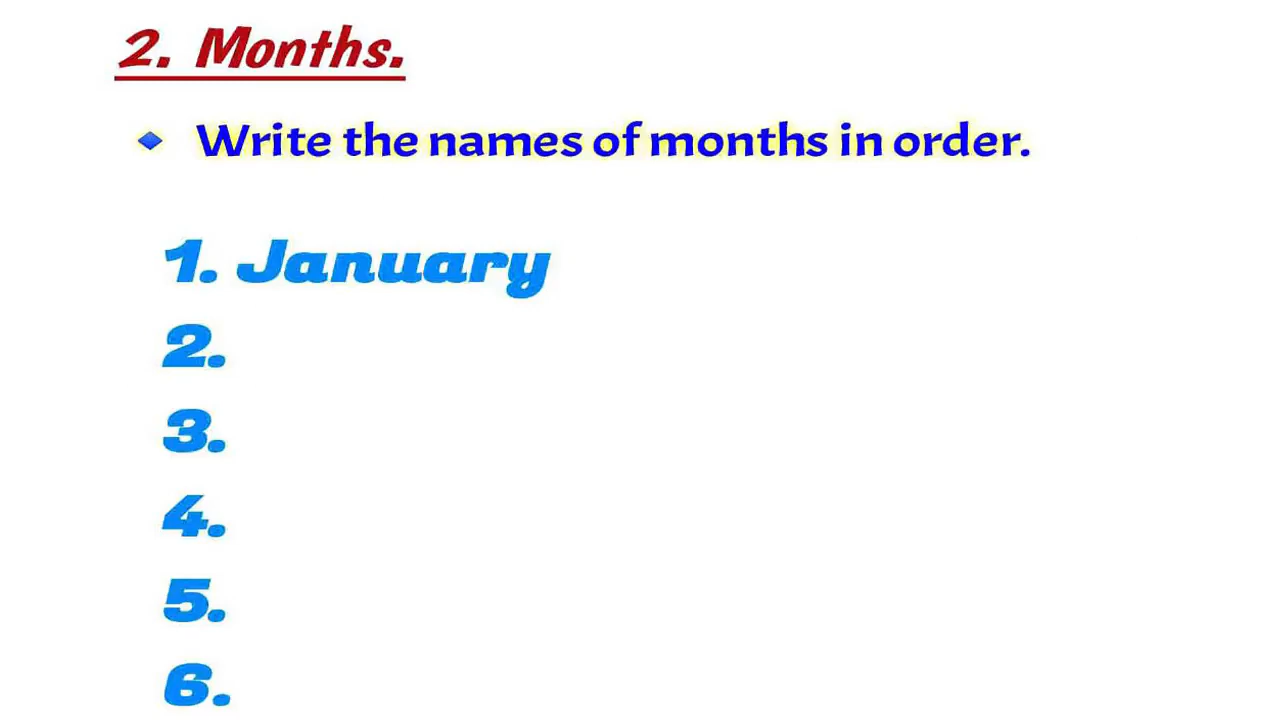 2. Months.
Write the names of months in order.
1. January
2.
3.
4.
5.
6.